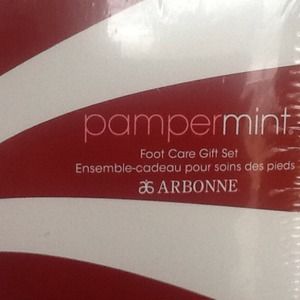 pampermint
Foot Care Gift Set
Ensemble-cadeau pour soins des pieds
ARBONNE